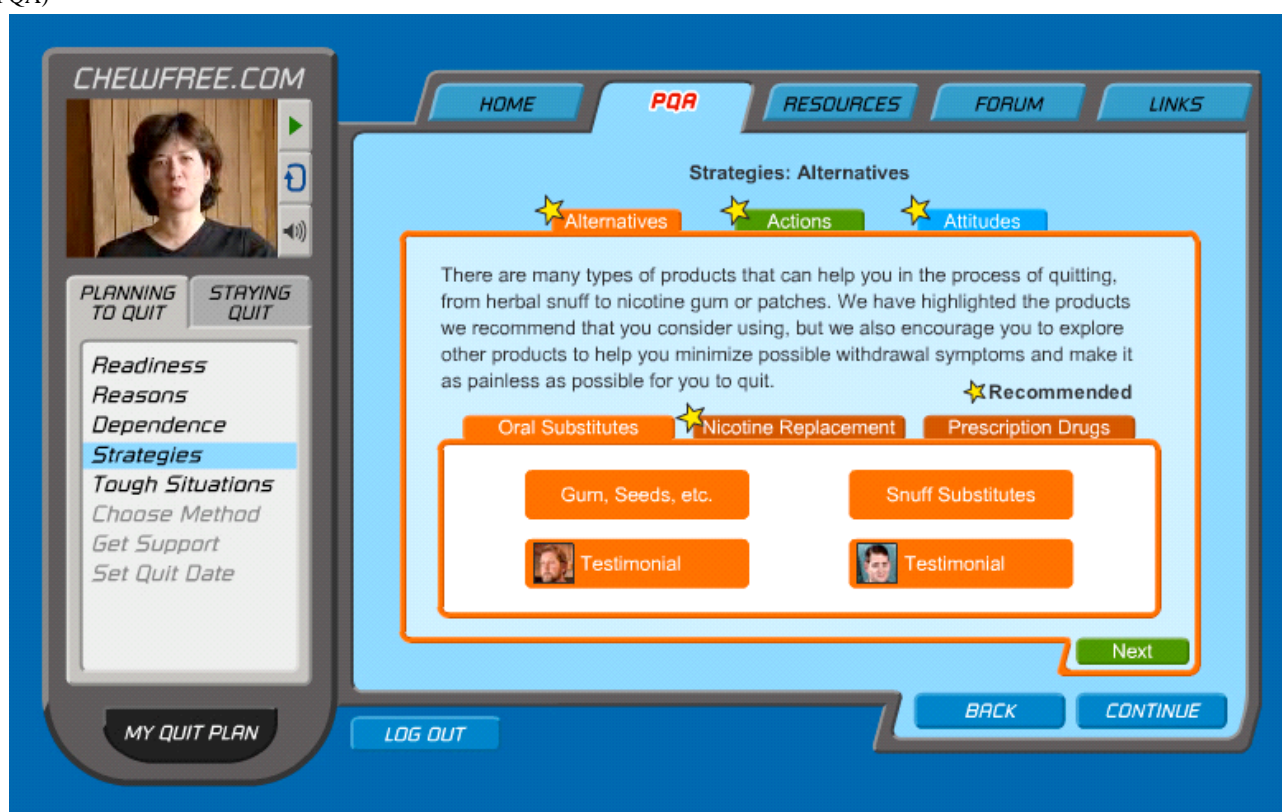 CHEWFREE.COM
HOME
PQA
RESOURCES
FORUM
LINKS
PLANNING
TO QUIT
STAYING
QUIT
Readiness
Reasons
Dependence
Strategies
Tough Situations
Choose Method
Get Support
Set Quit Date
MY QUIT PLAN
Strategies: Alternatives
Alternatives
Actions
Attitudes
There are many types of products that can help you in the process of quitting,
from herbal snuff to nicotine gum or patches. We have highlighted the products
we recommend that you consider using, but we also encourage you to explore
other products to help you minimize possible withdrawal symptoms and make it
as painless as possible for you to quit.
Recommended
Oral Substitutes
Nicotine Replacement
Prescription Drugs
Gum, Seeds, etc.
Snuff Substitutes
Testimonial
Testimonial
Next
BACK
CONTINUE
LOG OUT